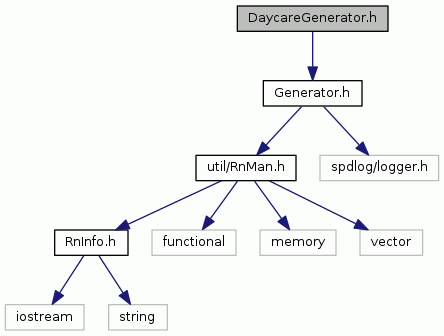 DaycareGenerator.h
Generator.h
util/RnMan.h
spdlog/logger.h
RnInfo.h
functional
memory
vector
iostream
string